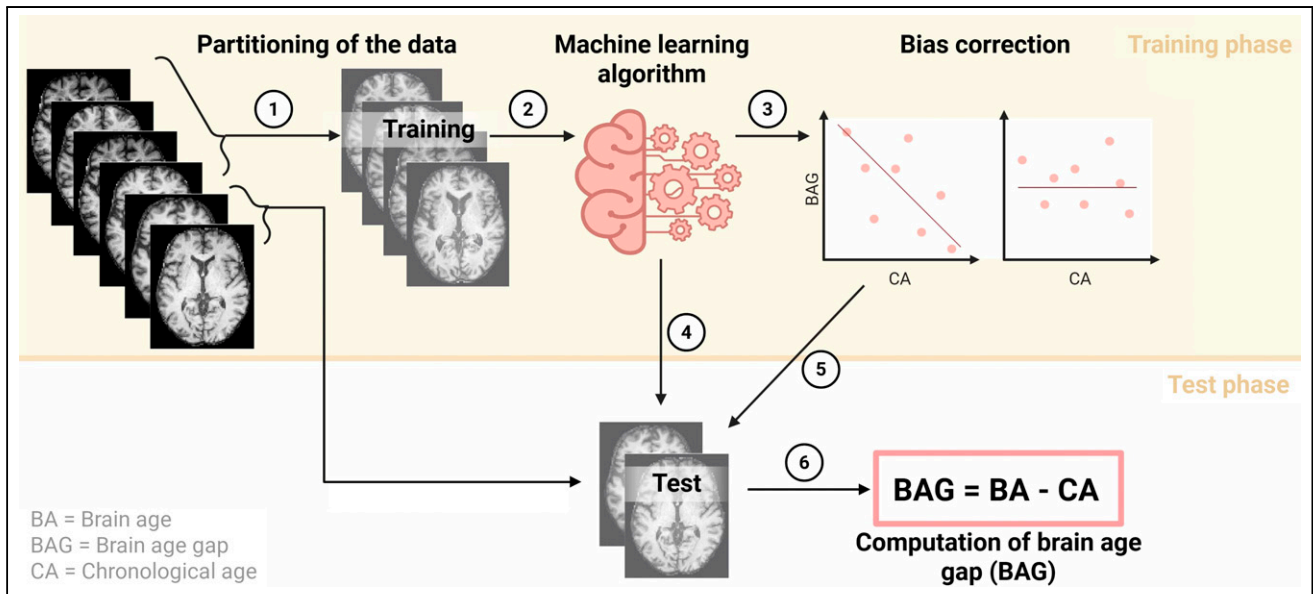 Partitioning of the data
Machine learning
algorithm
Bias correction
Training phase
1
Training
2
3
BAG
CA
CA
4
5
Test phase
Test
6
BAG = BA - CA
Computation of brain age
gap (BAG)
BA = Brain age
BAG = Brain age gap
CA = Chronological age